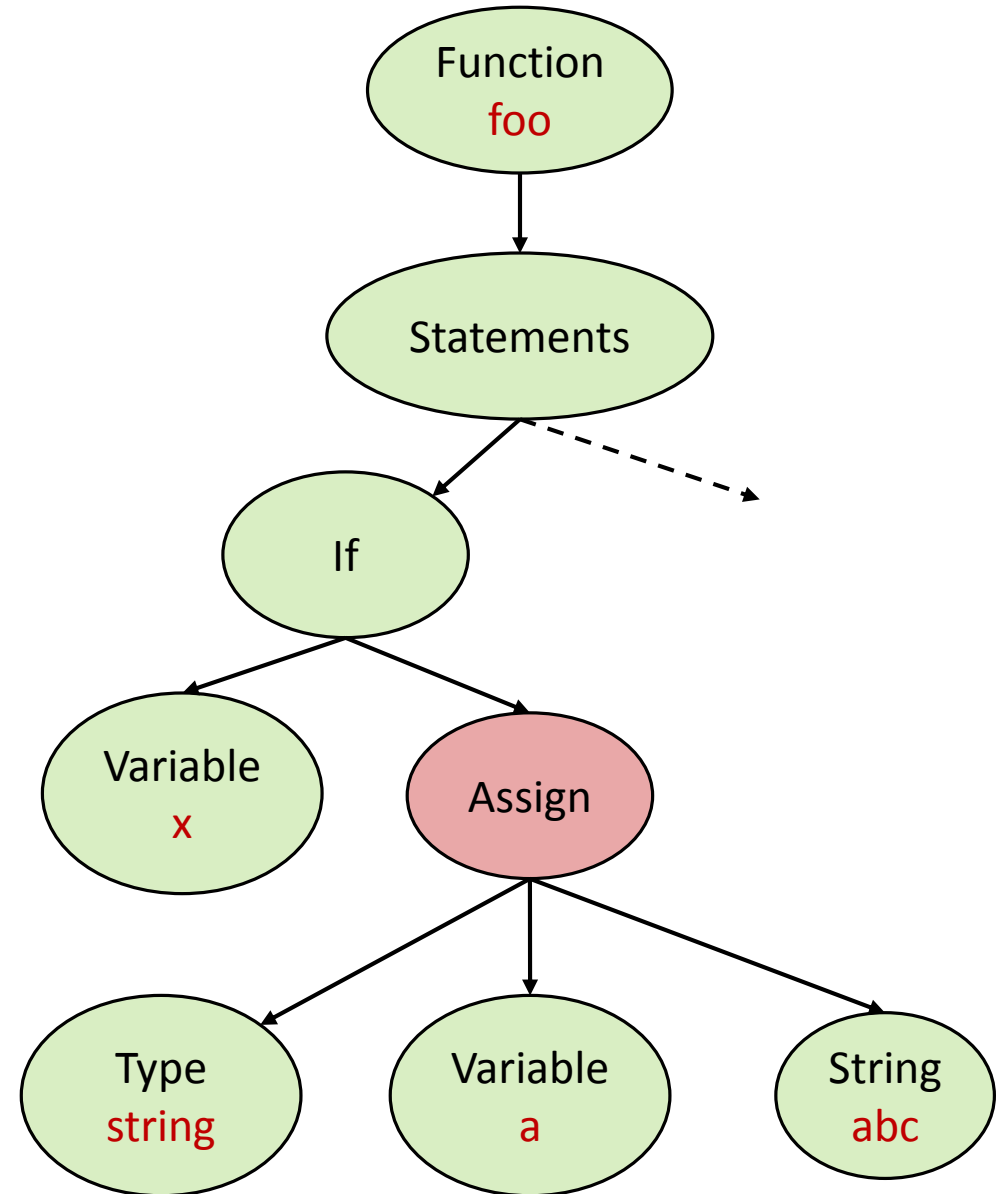 Function
foo
Statements
If
Variable
x
Assign
Type
string
Variable
a
String
abc